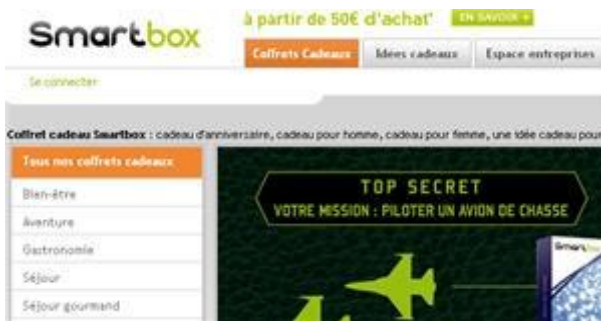 Smartbox
à partir de 50€ d'achat*
EN SAVOIR +
Coffrets Cadeaux
Idées cadeaux
Espace entreprises
Se connecter
Coffret cadeau Smartbox : cadeau d'anniversaire, cadeau pour homme, cadeau pour femme, une idée cadeau pour
Tous nos coffrets cadeaux
Bien-être
Aventure
Gastronomie
Séjour
Séjour gourmand
TOP SECRET
VOTRE MISSION : PILOTER UN AVION DE CHASSE
Smartbox